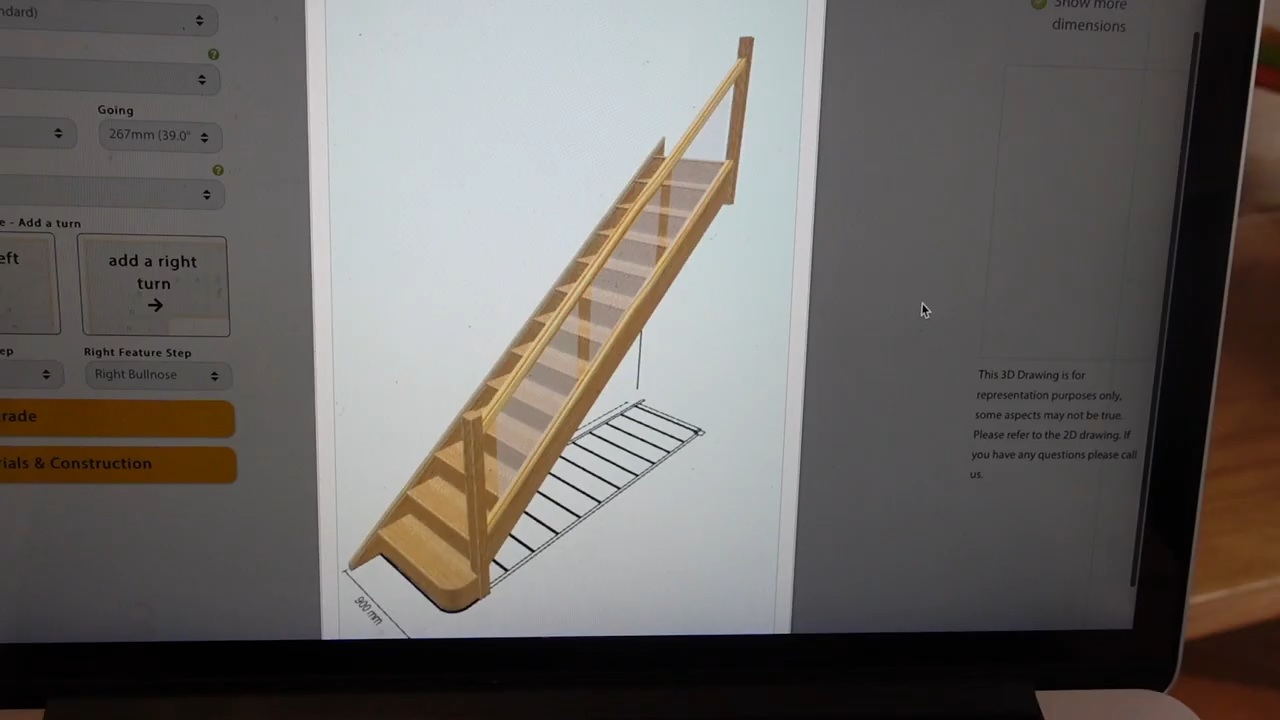 ndard)
Show more
dimensions
Going
267mm (39.0°
e - Add a turn
eft
add a right
turn
ep
Right Feature Step
Right Bullnose
rade
ials & Construction
This 3D Drawing is for
representation purposes only,
some aspects may not be true.
Please refer to the 2D drawing. If
you have any questions please call
us.
900 mm